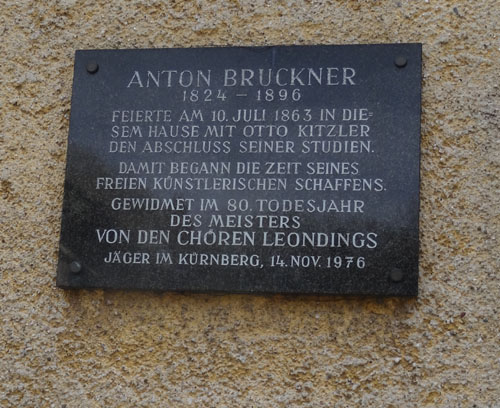 ANTON BRUCKNER
1824 – 1896
FEIERTE AM 10. JULI 1863 IN DIE=
SEM HAUSE MIT OTTO KITZLER
DEN ABSCHLUSS SEINER STUDIEN.
DAMIT BEGANN DIE ZEIT SEINES
FREIEN KÜNSTLERISCHEN SCHAFFENS.
GEWIDMET IM 80. TODESJAHR
DES MEISTERS
VON DEN CHÖREN LEONDINGS
JÄGER IM KÜRNBERG, 14. NOV. 1976